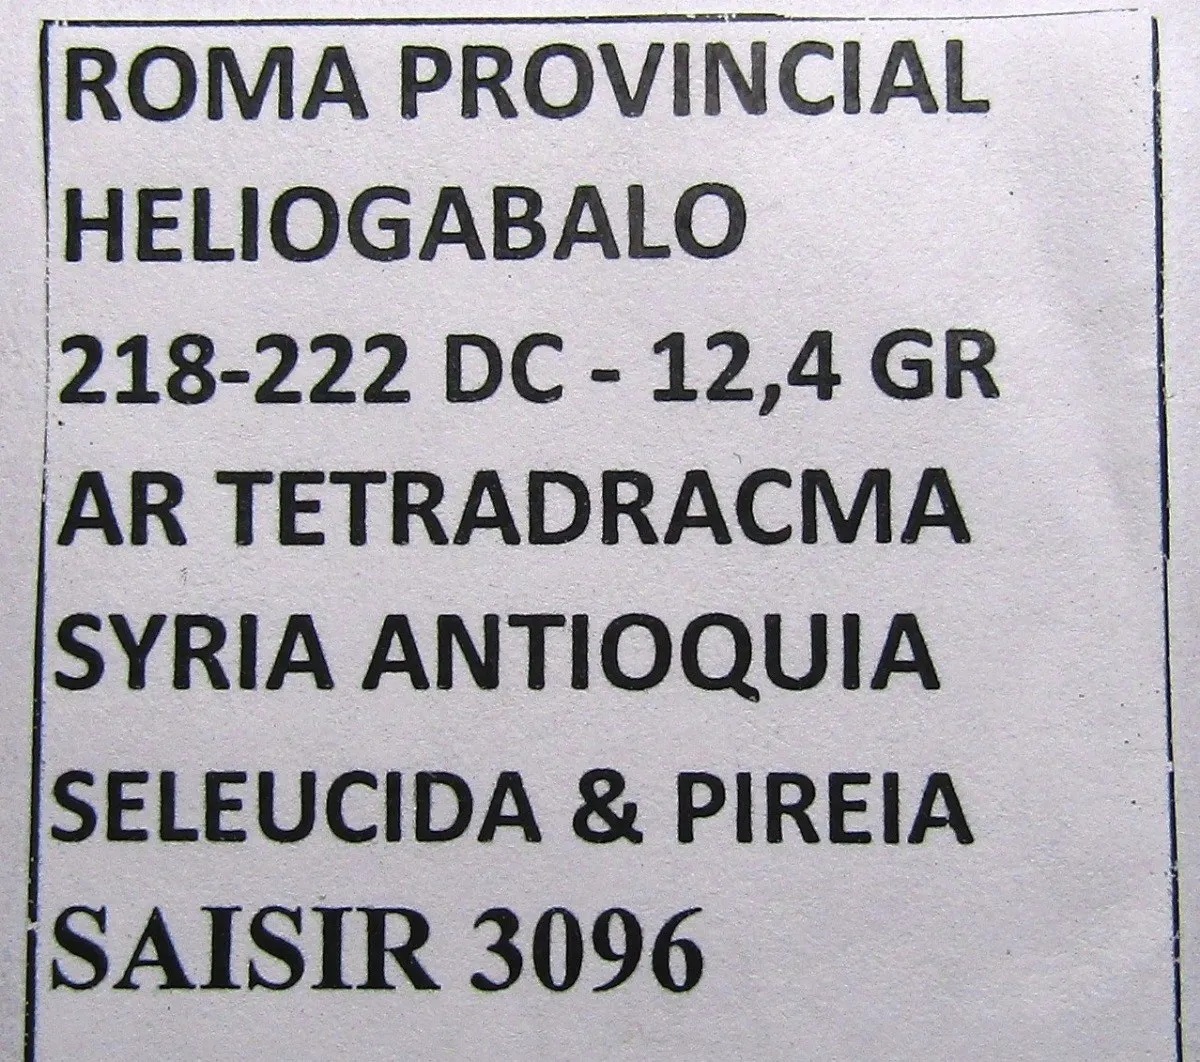 ROMA PROVINCIAL
HELIOGABALO
218-222 DC - 12,4 GR
AR TETRADRACMA
SYRIA ANTIOQUIA
SELEUCIDA & PIREIA
SAISIR 3096